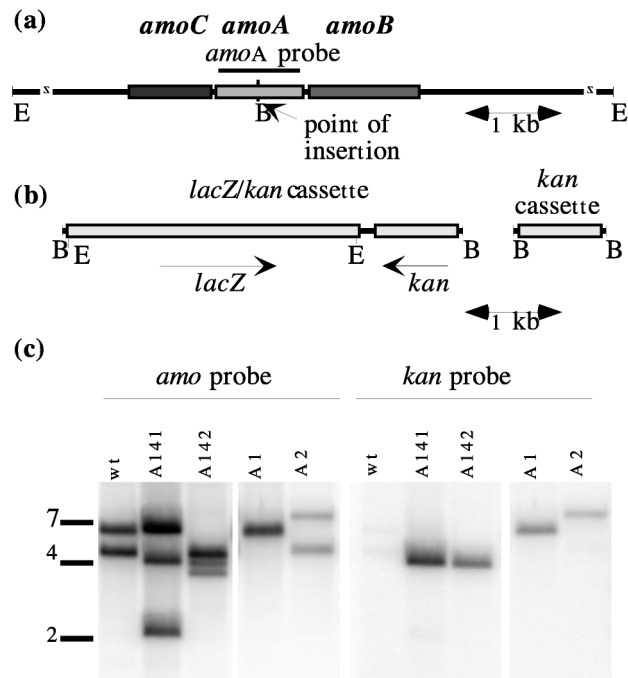 (a)
amoC amoA amoB
amoA probe
s s
E B E
point of
insertion
1 kb
(b)
lacZ/kan cassette
kan
cassette
B E E B B B
lacZ kan
1 kb
(c)
amo probe kan probe
wt A141 A142 A1 A2 wt A141 A142 A1 A2
7
4
2